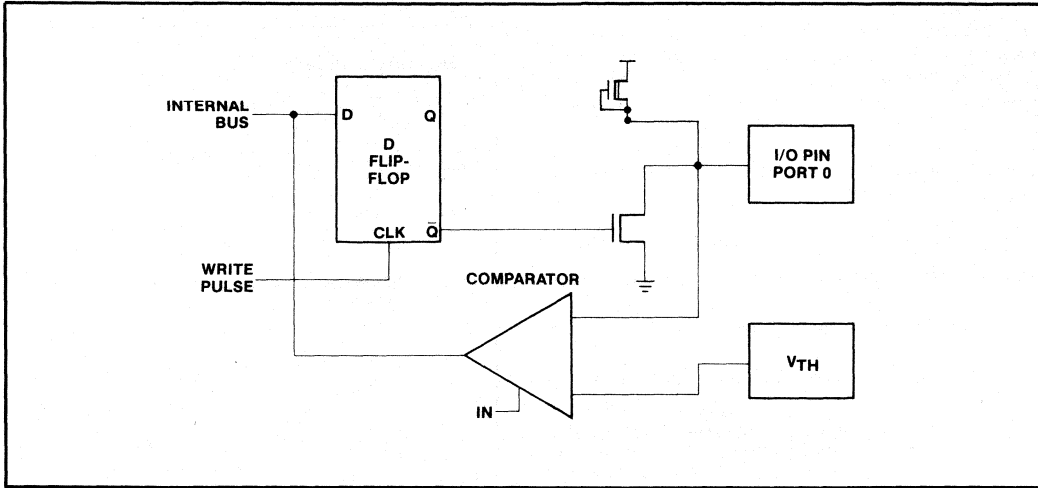 INTERNAL
BUS
D
Q
D
FLIP-
FLOP
CLK
Q̅
WRITE
PULSE
I/O PIN
PORT 0
COMPARATOR
VTH
IN